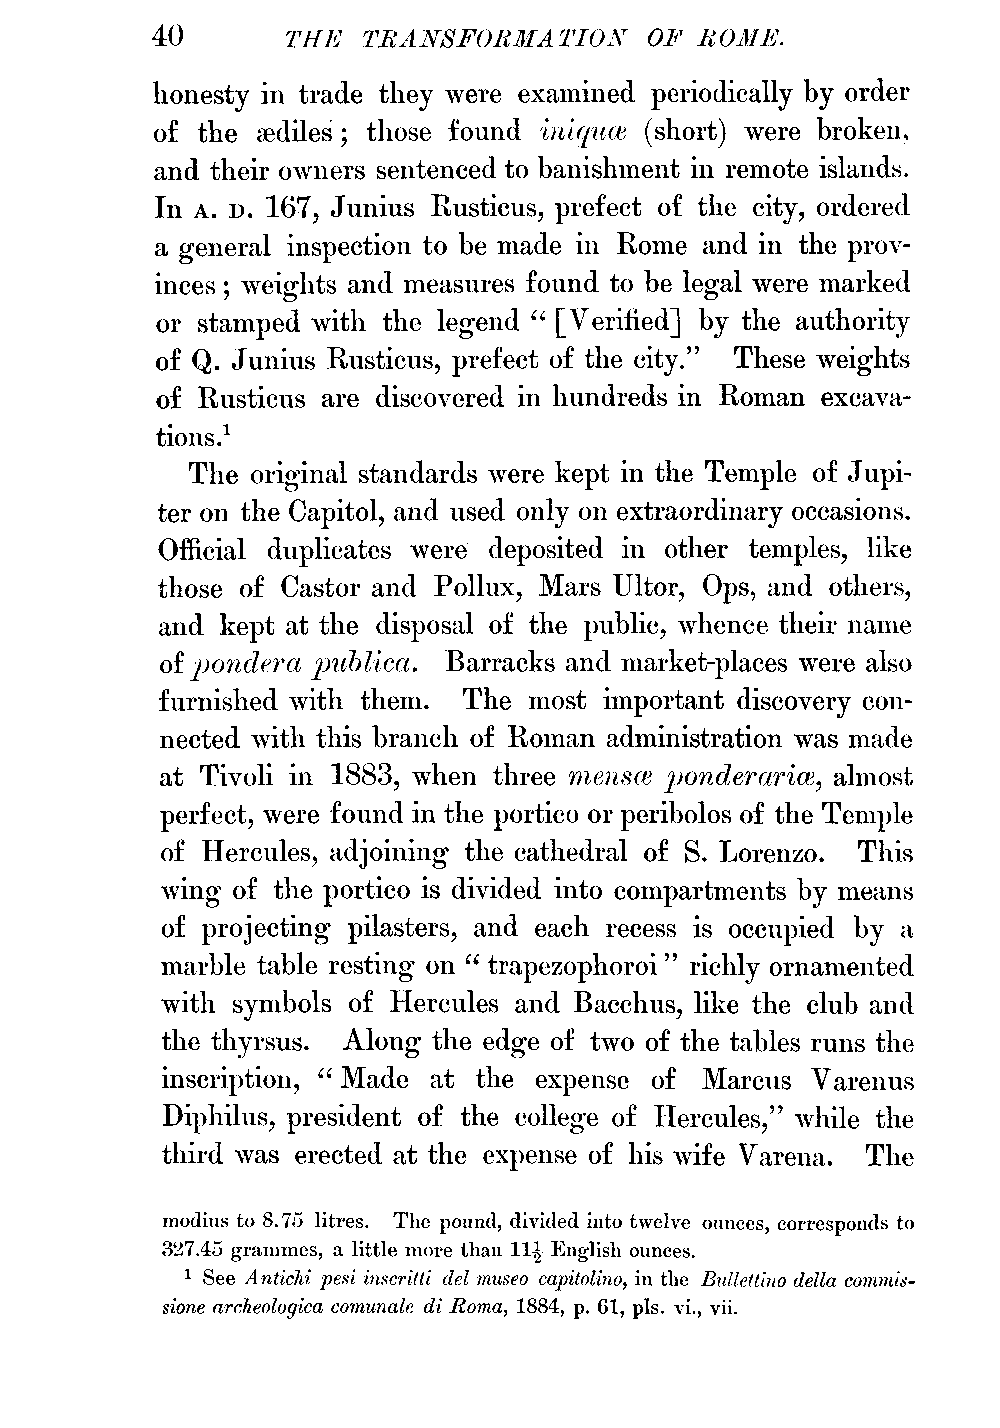 40 THE TRANSFORMATION OF ROME.
honesty in trade they were examined periodically by order
of the ædiles; those found iniquæ (short) were broken,
and their owners sentenced to banishment in remote islands.
In A. D. 167, Junius Rusticus, prefect of the city, ordered
a general inspection to be made in Rome and in the prov-
inces; weights and measures found to be legal were marked
or stamped with the legend “[Verified] by the authority
of Q. Junius Rusticus, prefect of the city.” These weights
of Rusticus are discovered in hundreds in Roman excava-
tions.¹
The original standards were kept in the Temple of Jupi-
ter on the Capitol, and used only on extraordinary occasions.
Official duplicates were deposited in other temples, like
those of Castor and Pollux, Mars Ultor, Ops, and others,
and kept at the disposal of the public, whence their name
of pondera publica. Barracks and market-places were also
furnished with them. The most important discovery con-
nected with this branch of Roman administration was made
at Tivoli in 1883, when three mensæ ponderariæ, almost
perfect, were found in the portico or peribolos of the Temple
of Hercules, adjoining the cathedral of S. Lorenzo. This
wing of the portico is divided into compartments by means
of projecting pilasters, and each recess is occupied by a
marble table resting on “trapezophoroi” richly ornamented
with symbols of Hercules and Bacchus, like the club and
the thyrsus. Along the edge of two of the tables runs the
inscription, “Made at the expense of Marcus Varenus
Diphilus, president of the college of Hercules,” while the
third was erected at the expense of his wife Varena. The
modius to 8.75 litres. The pound, divided into twelve ounces, corresponds to
327.45 grammes, a little more than 11½ English ounces.
¹ See Antichi pesi inscritti del museo capitolino, in the Bullettino della commis-
sione archeologica comunale di Roma, 1884, p. 61, pls. vi., vii.